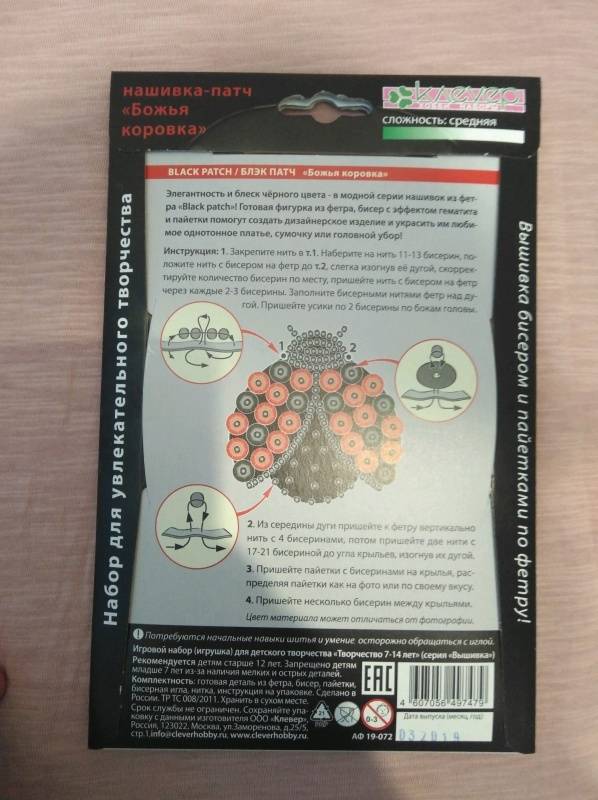 нашивка-патч
«Божья
коровка»
Клевер
ХОББИ НАБОРЫ
сложность: средняя
Набор для увлекательного творчества
BLACK PATCH / БЛЭК ПАТЧ «Божья коровка»
Элегантность и блеск чёрного цвета - в модной серии нашивок из фет-
ра «Black patch»! Готовая фигурка из фетра, бисер с эффектом гематита
и пайетки помогут создать дизайнерское изделие и украсить им люби-
мое однотонное платье, сумочку или головной убор!
Инструкция: 1. Закрепите нить в т.1. Наберите на нить 11-13 бисерин, по-
ложите нить с бисером на фетр до т.2, слегка изогнув её дугой, скоррек-
тируйте количество бисерин по месту, пришейте нить с бисером на фетр
через каждые 2-3 бисерины. Заполните бисерными нитями фетр над ду-
гой. Пришейте усики по 2 бисерины по бокам головы.
1 2
2. Из середины дуги пришейте к фетру вертикально
нить с 4 бисеринами, потом пришейте две нити с
17-21 бисериной до угла крыльев, изогнув их дугой.
3. Пришейте пайетки с бисеринами на крылья, рас-
пределяя пайетки как на фото или по своему вкусу.
4. Пришейте несколько бисерин между крыльями.
Цвет материала может отличаться от фотографии.
Вышивка бисером и пайетками по фетру!
Потребуются начальные навыки шитья и умение осторожно обращаться с иглой.
Игровой набор (игрушка) для детского творчества «Творчество 7-14 лет» (серия «Вышивка»)
Рекомендуется детям старше 12 лет. Запрещено детям
младше 7 лет из-за наличия мелких и острых деталей.
Комплектность: готовая деталь из фетра, бисер, пайетки,
бисерная игла, нитка, инструкция на упаковке. Сделано в
России. ТР ТС 008/2011. Хранить в сухом месте.
Срок службы не ограничен. Сохраняйте упа-
ковку с данными изготовителя ООО «Клевер»,
Россия, 123022, Москва, ул.Заморенова, д.25/5,
стр.1,info@cleverhobby.ru, www.cleverhobby.ru
EAC
21
0-3
АФ 19-072
4 607056 497479
Дата выпуска (месяц, год)
032019